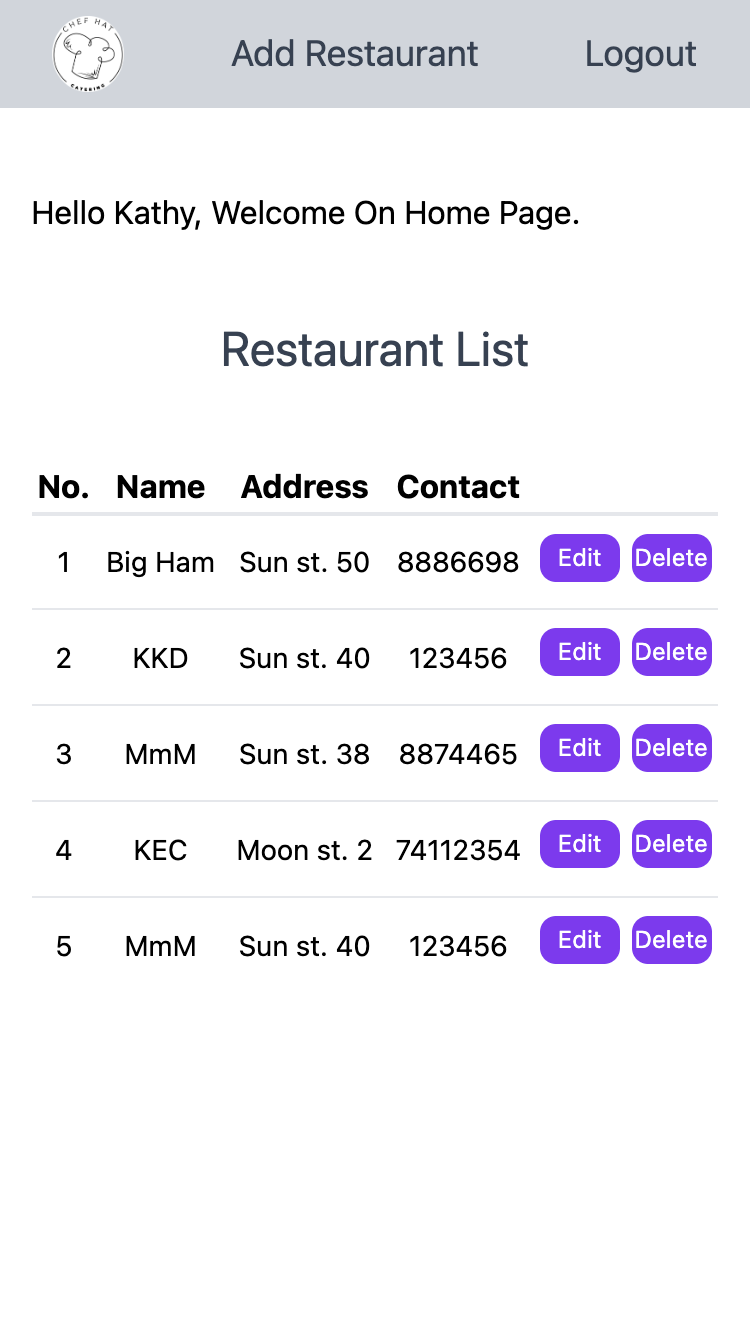 CHEF HAT
CATERING
Add Restaurant Logout
Hello Kathy, Welcome On Home Page.
Restaurant List
No. Name Address Contact
1 Big Ham Sun st. 50 8886698 Edit Delete
2 KKD Sun st. 40 123456 Edit Delete
3 MmM Sun st. 38 8874465 Edit Delete
4 KEC Moon st. 2 74112354 Edit Delete
5 MmM Sun st. 40 123456 Edit Delete